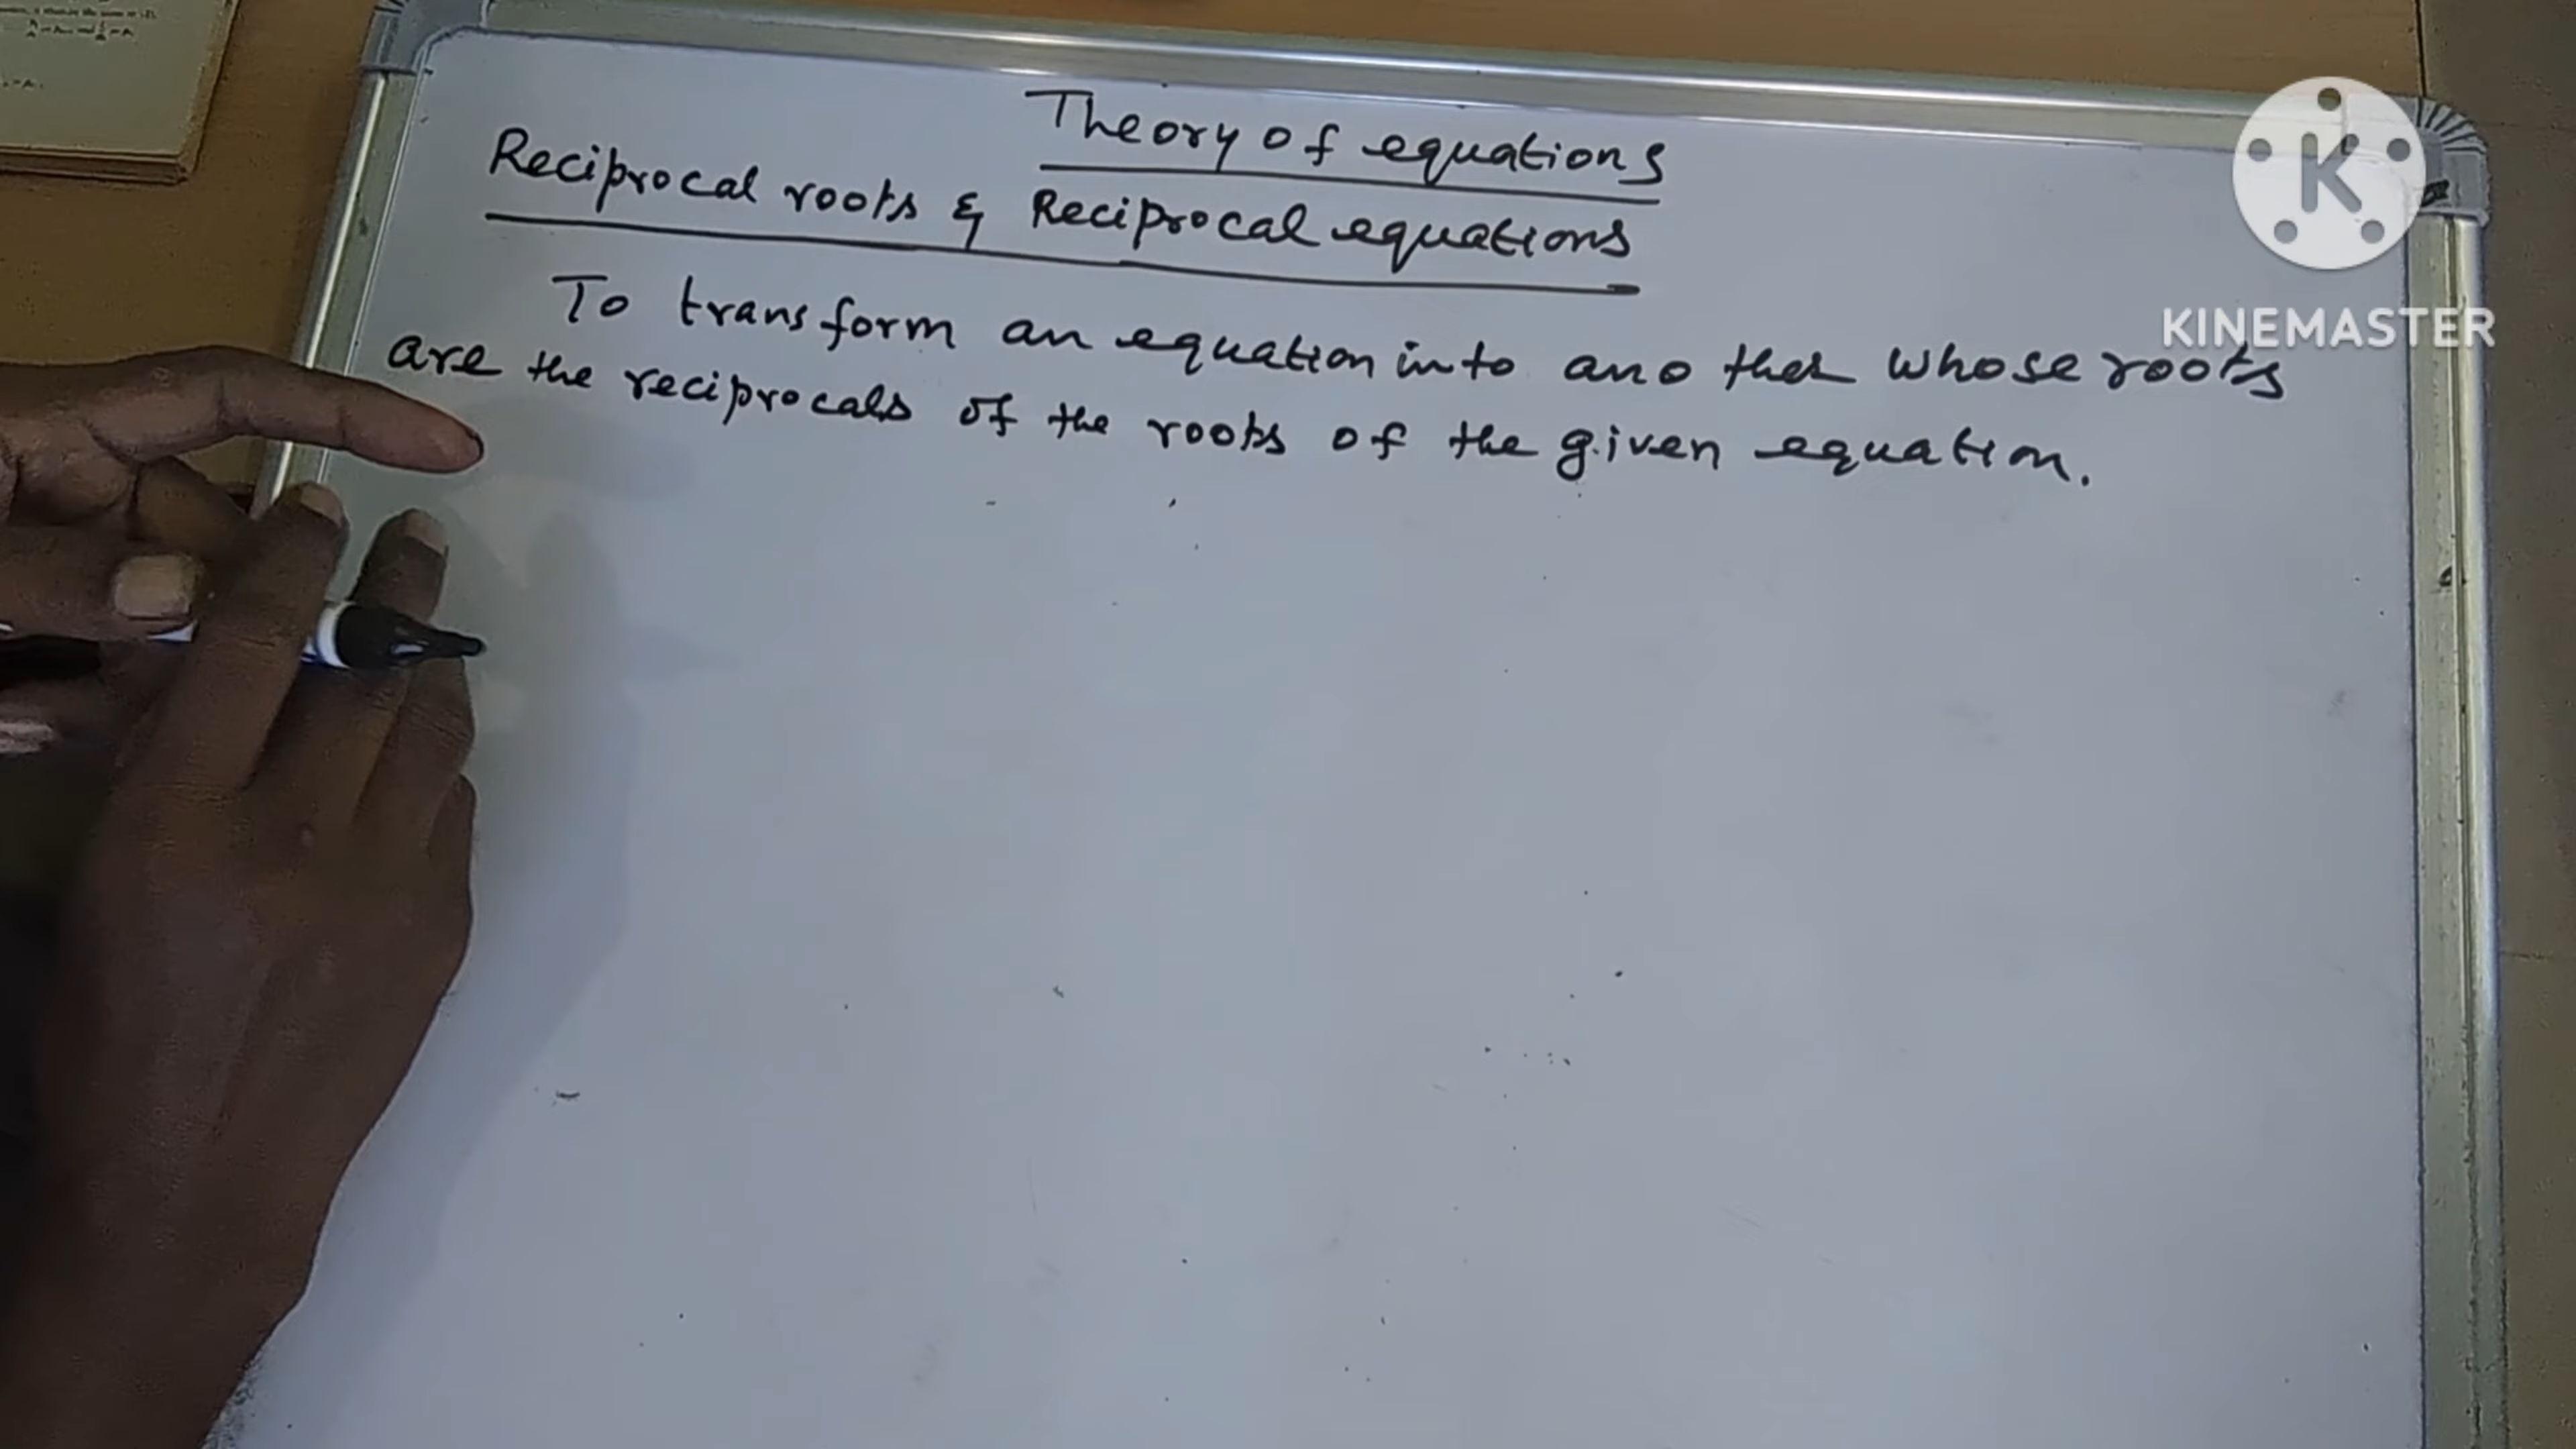 Theory of equations
Reciprocal roots & Reciprocal equations
To transform an equation into another whose roots
are the reciprocals of the roots of the given equation.
KINEMASTER